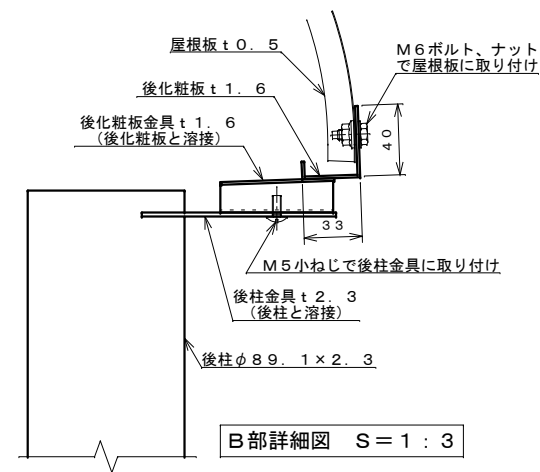 屋根板ｔ０．５
Ｍ６ボルト、ナット
で屋根板に取り付け
後化粧板ｔ１．６
後化粧板金具ｔ１．６
（後化粧板と溶接）
４０
３３
Ｍ５小ねじで後柱金具に取り付け
後柱金具ｔ２．３
（後柱と溶接）
後柱φ８９．１×２．３
Ｂ部詳細図　Ｓ＝１：３